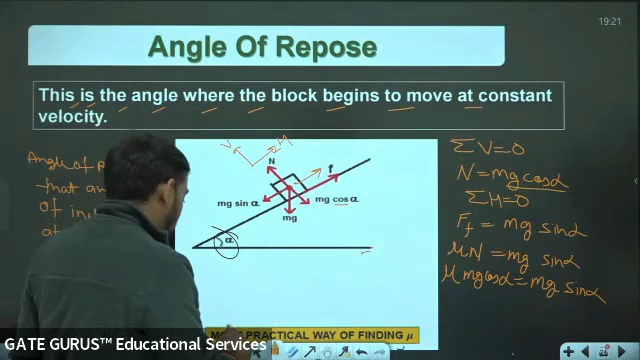 19:21
Angle Of Repose
This is the angle where the block begins to move at constant
velocity.
Angle of
that an
of in
at
V
H
N
f
mg sin α
mg cos α
mg
α
ΣV=0
N = mg cosα
ΣH=0
F_f = mg sinα
μN = mg sinα
μ mg cosα = mg sinα
PRACTICAL WAY OF FINDING μ
GATE GURUS™ Educational Services